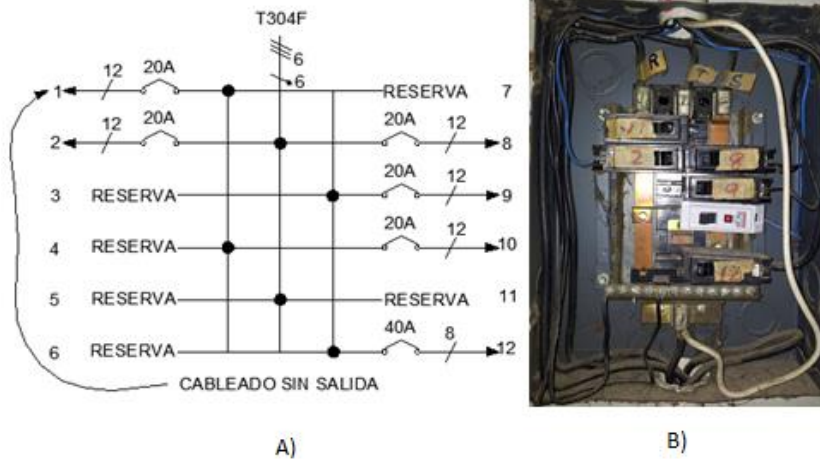 T304F
6
6
1 12 20A RESERVA 7
2 12 20A 20A 12 8
3 RESERVA 20A 12 9
4 RESERVA 20A 12 10
5 RESERVA RESERVA 11
6 RESERVA 40A 8 12
CABLEADO SIN SALIDA
R T S
2 8
9
12
A) B)